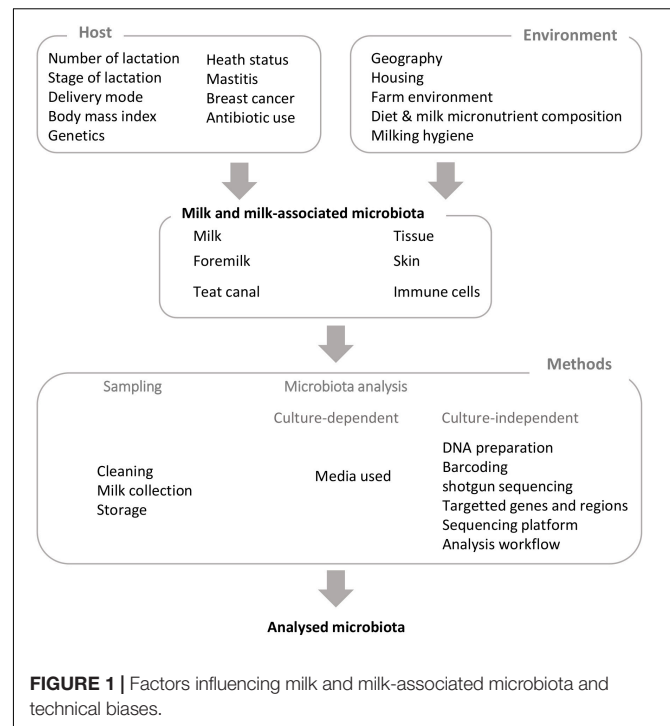 Host
Number of lactation
Stage of lactation
Delivery mode
Body mass index
Genetics
Heath status
Mastitis
Breast cancer
Antibiotic use
Environment
Geography
Housing
Farm environment
Diet & milk micronutrient composition
Milking hygiene
Milk and milk-associated microbiota
Milk
Foremilk
Teat canal
Tissue
Skin
Immune cells
Methods
Sampling
Cleaning
Milk collection
Storage
Microbiota analysis
Culture-dependent
Media used
Culture-independent
DNA preparation
Barcoding
shotgun sequencing
Targetted genes and regions
Sequencing platform
Analysis workflow
Analysed microbiota
FIGURE 1 | Factors influencing milk and milk-associated microbiota and
technical biases.